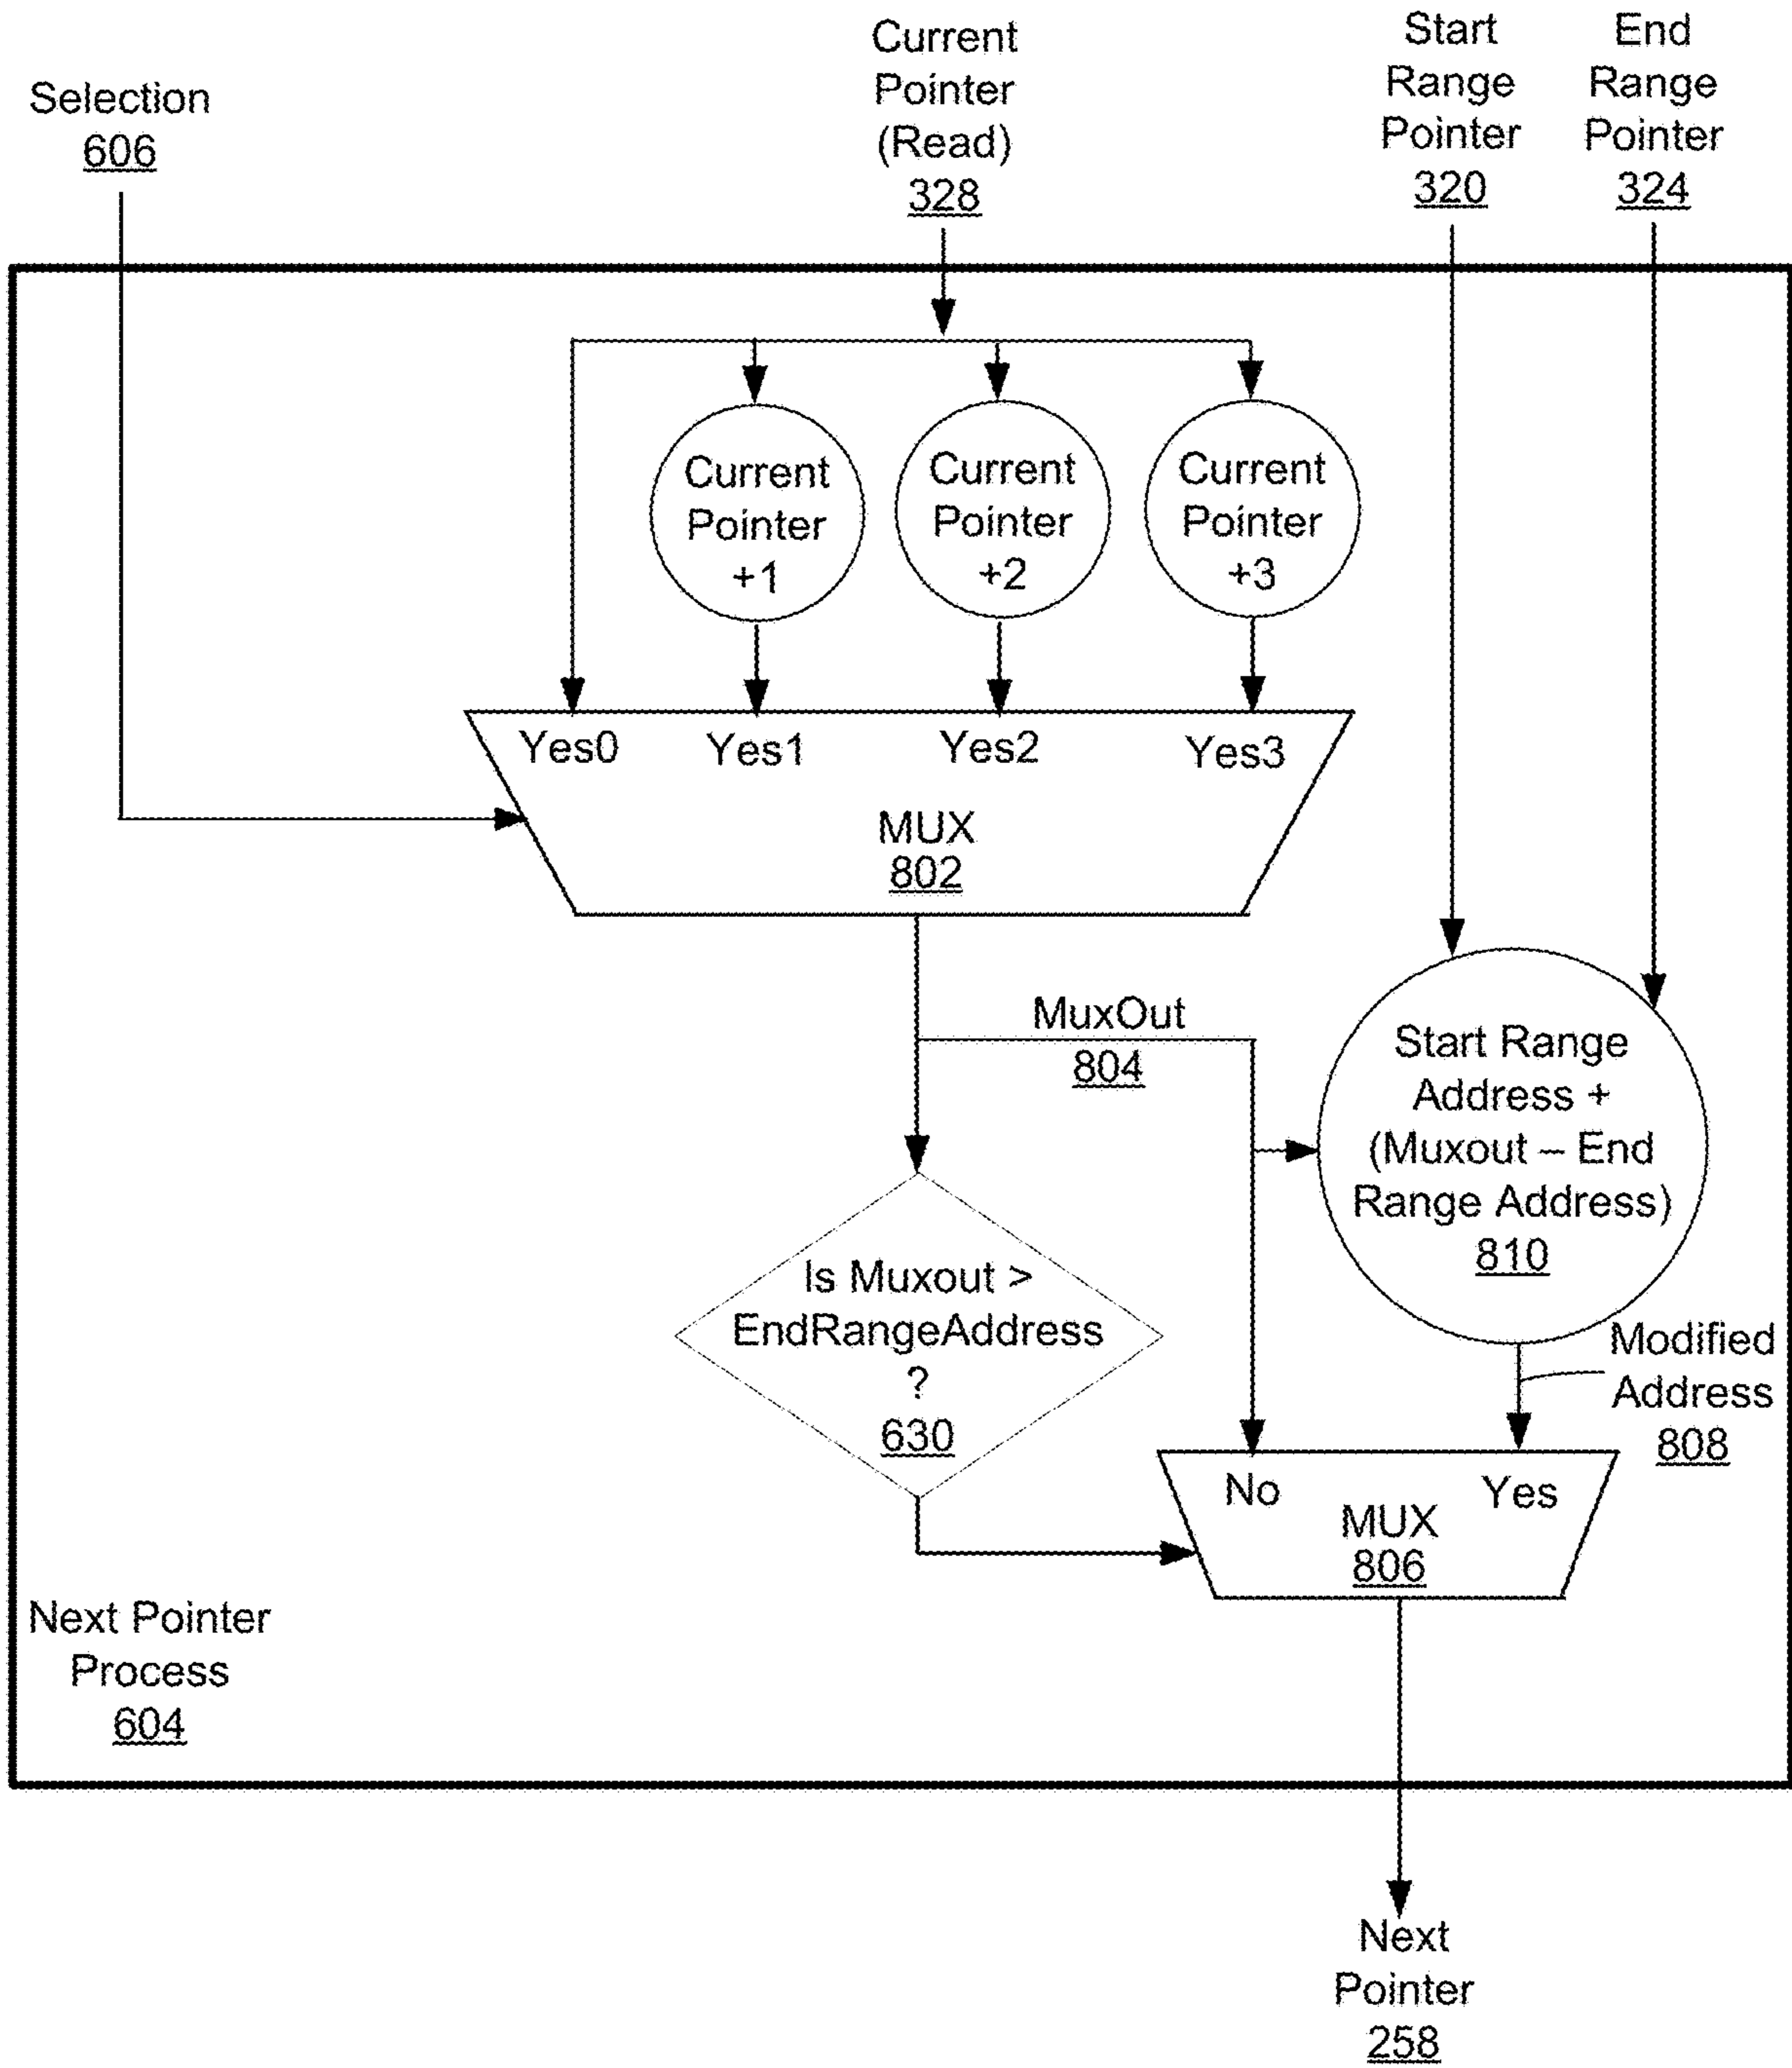 Selection
606
Current
Pointer
(Read)
328
Start
Range
Pointer
320
End
Range
Pointer
324
Current
Pointer
+1
Current
Pointer
+2
Current
Pointer
+3
Yes0
Yes1
Yes2
Yes3
MUX
802
MuxOut
804
Start Range
Address +
(Muxout – End
Range Address)
810
Is Muxout >
EndRangeAddress
?
630
Modified
Address
808
No
Yes
MUX
806
Next Pointer
Process
604
Next
Pointer
258